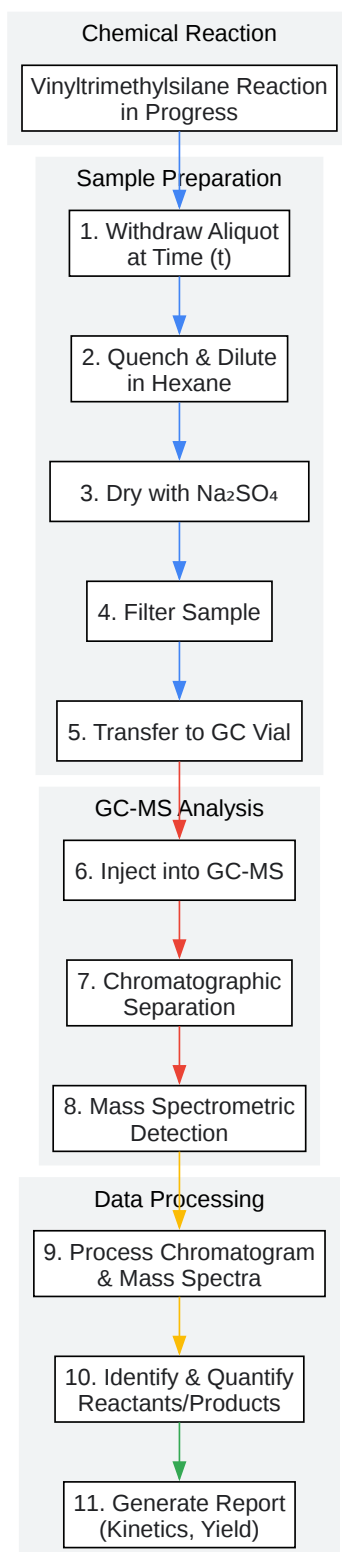 Chemical Reaction
Vinyltrimethylsilane Reaction
in Progress
Sample Preparation
1. Withdraw Aliquot
at Time (t)
2. Quench & Dilute
in Hexane
3. Dry with Na₂SO₄
4. Filter Sample
5. Transfer to GC Vial
GC-MS Analysis
6. Inject into GC-MS
7. Chromatographic
Separation
8. Mass Spectrometric
Detection
Data Processing
9. Process Chromatogram
& Mass Spectra
10. Identify & Quantify
Reactants/Products
11. Generate Report
(Kinetics, Yield)